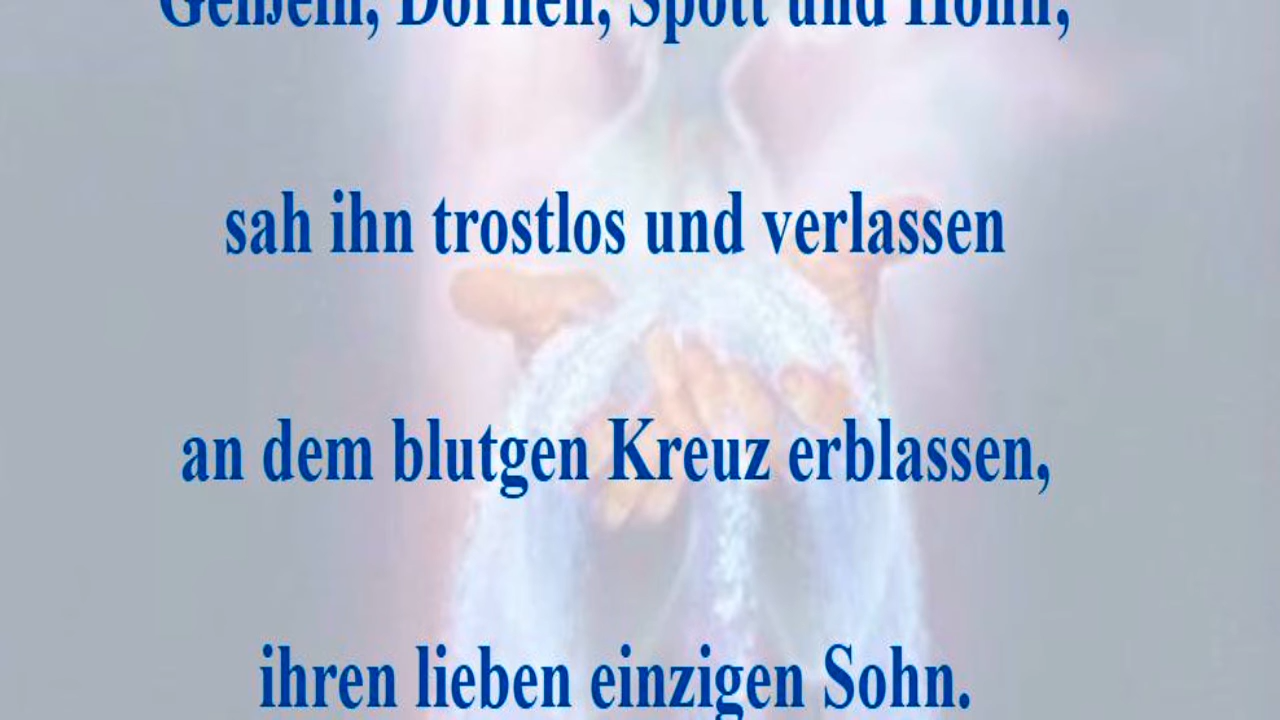 Geißeln, Dornen, Spott und Hohn,
sah ihn trostlos und verlassen
an dem blutgen Kreuz erblassen,
ihren lieben einzigen Sohn.